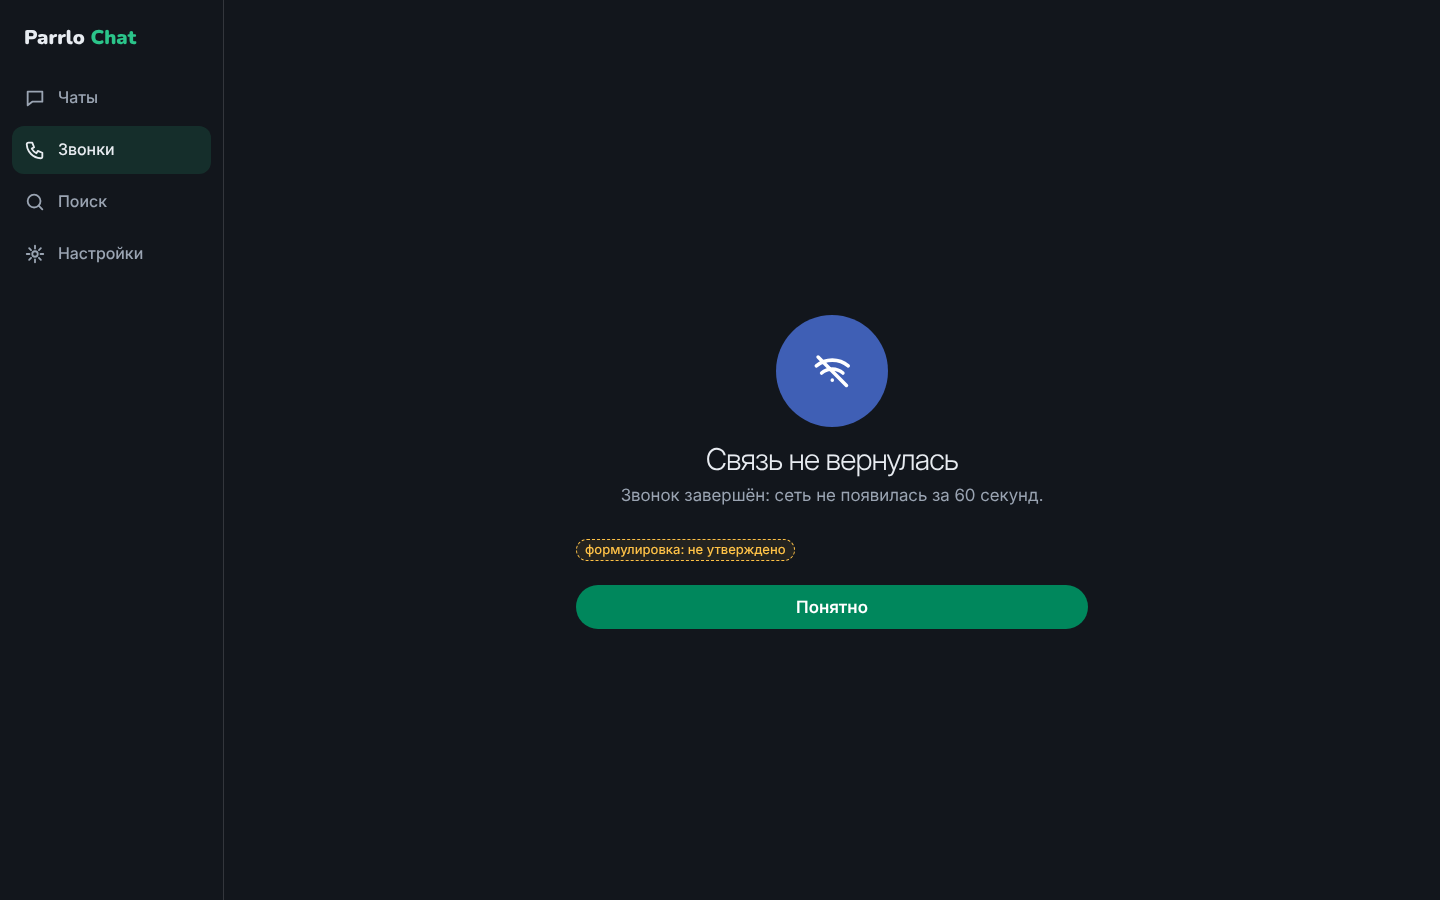 Parrlo Chat
Чаты
Звонки
Поиск
Настройки
Связь не вернулась
Звонок завершён: сеть не появилась за 60 секунд.
формулировка: не утверждено
Понятно